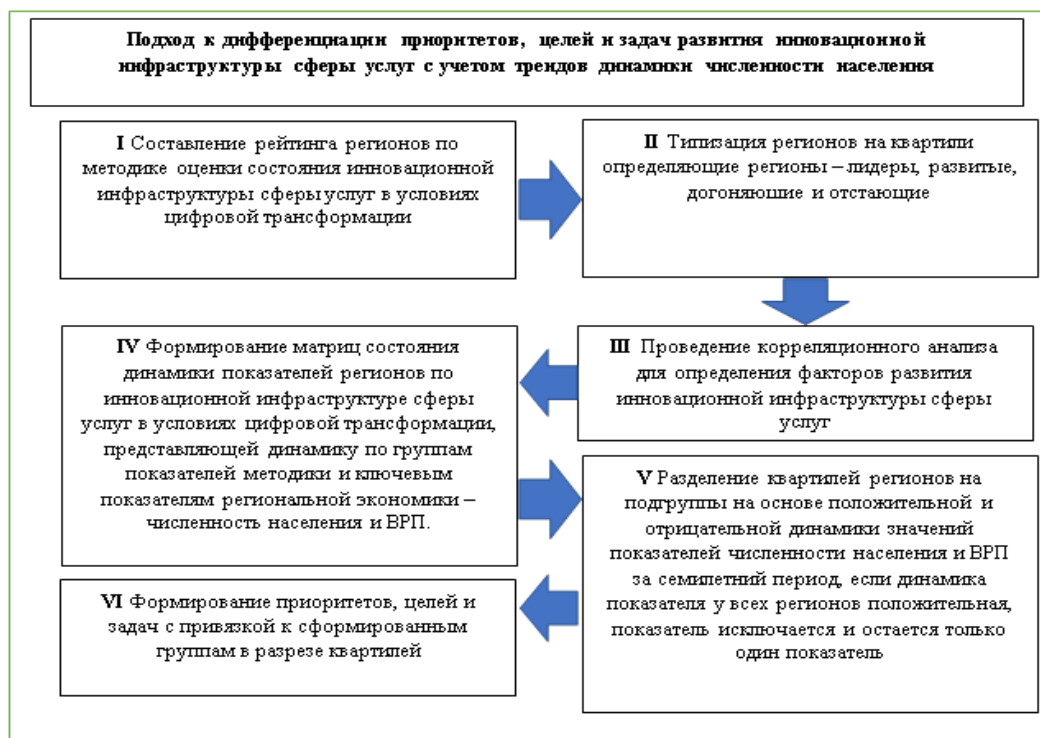 Подход к дифференциации приоритетов, целей и задач развития инновационной
инфраструктуры сферы услуг с учетом трендов динамики численности населения
I Составление рейтинга регионов по
методике оценки состояния инновационной
инфраструктуры сферы услуг в условиях
цифровой трансформации
II Типизация регионов на квартили
определяющие регионы – лидеры, развитые,
догоняюшие и отстающие
III Проведение корреляционного анализа
для определения факторов развития
инновационной инфраструктуры сферы
услуг
IV Формирование матриц состояния
динамики показателей регионов по
инновационной инфраструктуре сферы
услуг в условиях цифровой трансформации,
представляющей динамику по группам
показателей методики и ключевым
показателям региональной экономики –
численность населения и ВРП.
V Разделение квартилей регионов на
подгруппы на основе положительной и
отрицательной динамики значений
показателей численности населения и ВРП
за семилетний период, если динамика
показателя у всех регионов положительная,
показатель исключается и остается только
один показатель
VI Формирование приоритетов, целей и
задач с привязкой к сформированным
группам в разрезе квартилей